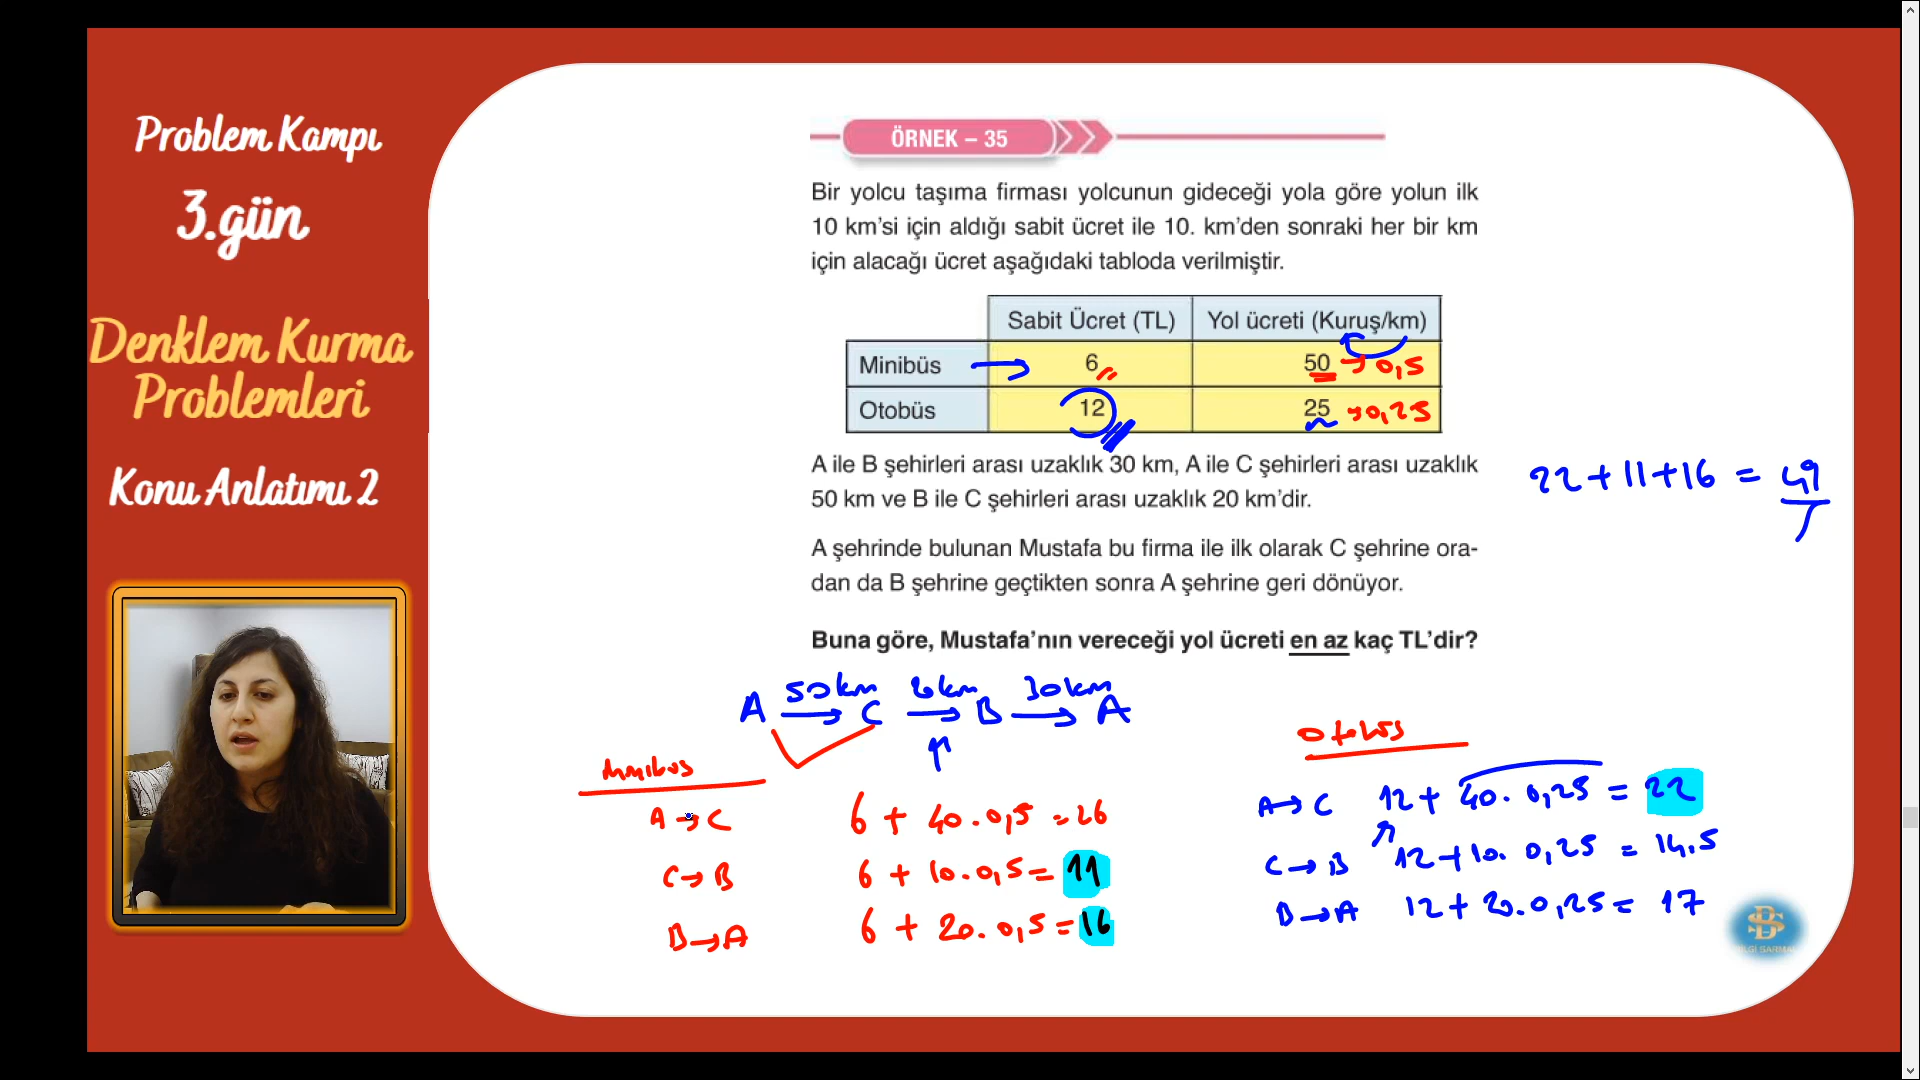 Problem Kampı
3.gün
Denklem Kurma
Problemleri
Konu Anlatımı 2
ÖRNEK – 35
Bir yolcu taşıma firması yolcunun gideceği yola göre yolun ilk
10 km'si için aldığı sabit ücret ile 10. km'den sonraki her bir km
için alacağı ücret aşağıdaki tabloda verilmiştir.
Sabit Ücret (TL) Yol ücreti (Kuruş/km)
Minibüs → 6 50 → 0,5
Otobüs 12 25 → 0,25
A ile B şehirleri arası uzaklık 30 km, A ile C şehirleri arası uzaklık
50 km ve B ile C şehirleri arası uzaklık 20 km'dir.
22 + 11 + 16 = 49
A şehrinde bulunan Mustafa bu firma ile ilk olarak C şehrine ora-
dan da B şehrine geçtikten sonra A şehrine geri dönüyor.
Buna göre, Mustafa'nın vereceği yol ücreti en az kaç TL'dir?
50km 20km 30km
A → C → B → A
Minibüs
A → C 6 + 40.0,5 = 26
C → B 6 + 10.0,5 = 11
B → A 6 + 20.0,5 = 16
Otobüs
A → C 12 + 40.0,25 = 22
C → B 12 + 10.0,25 = 14,5
B → A 12 + 20.0,25 = 17